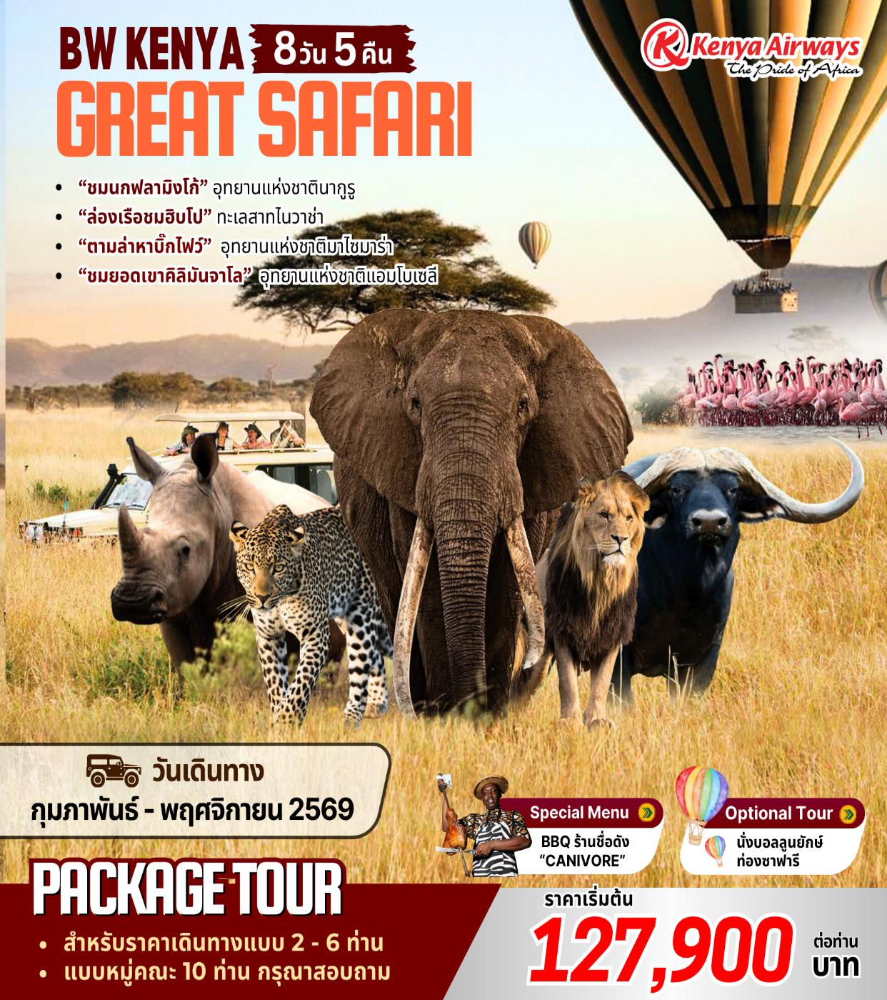 BW KENYA 8 วัน 5 คืน
Kenya Airways
The Pride of Africa
GREAT SAFARI
• “ชมนกฟลามิงโก้” อุทยานแห่งชาตินากูรู
• “ล่องเรือชมฮิบโป” ทะเลสาทไนวาช่า
• “ตามล่าหาบิ๊กไฟว์” อุทยานแห่งชาติมาไซมาร่า
• “ชมยอดเขาคิลิมันจาโล” อุทยานแห่งชาติแอมโบเซลี
วันเดินทาง
กุมภาพันธ์ - พฤศจิกายน 2569
Special Menu
BBQ ร้านชื่อดัง
“CANIVORE”
Optional Tour
นั่งบอลลูนยักษ์
ท่องซาฟารี
PACKAGE TOUR
• สำหรับราคาเดินทางแบบ 2 - 6 ท่าน
• แบบหมู่คณะ 10 ท่าน กรุณาสอบถาม
ราคาเริ่มต้น
127,900
ต่อท่าน
บาท